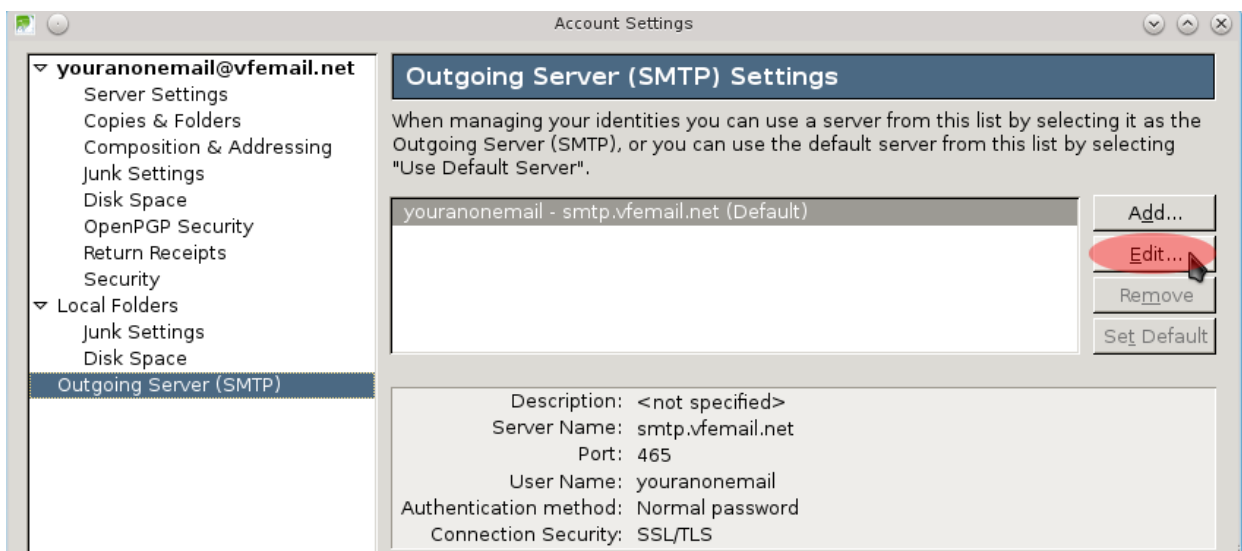 Account Settings
youranonemail@vfemail.net
Server Settings
Copies & Folders
Composition & Addressing
Junk Settings
Disk Space
OpenPGP Security
Return Receipts
Security
Local Folders
Junk Settings
Disk Space
Outgoing Server (SMTP)
Outgoing Server (SMTP) Settings
When managing your identities you can use a server from this list by selecting it as the
Outgoing Server (SMTP), or you can use the default server from this list by selecting
"Use Default Server".
youranonemail - smtp.vfemail.net (Default)
Add...
Edit...
Remove
Set Default
Description: <not specified>
Server Name: smtp.vfemail.net
Port: 465
User Name: youranonemail
Authentication method: Normal password
Connection Security: SSL/TLS